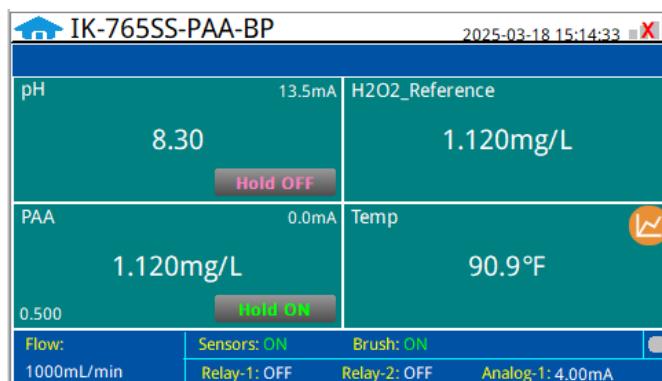 IK-765SS-PAA-BP
2025-03-18 15:14:33
X
pH
13.5mA
8.30
Hold OFF
H2O2_Reference
1.120mg/L
PAA
0.0mA
1.120mg/L
0.500
Hold ON
Temp
90.9°F
Flow:
1000mL/min
Sensors: ON
Brush: ON
Relay-1: OFF
Relay-2: OFF
Analog-1: 4.00mA